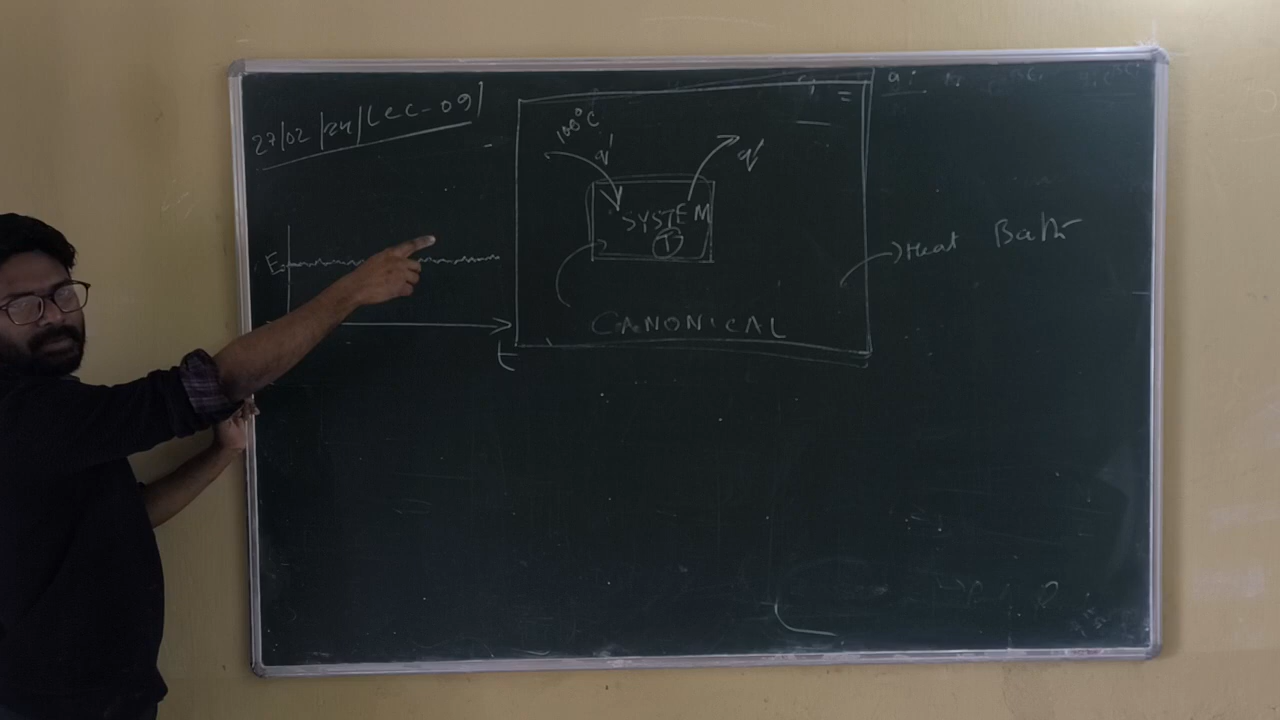 27/02/24/Lec-09
100°C
q'
q'
SYSTEM
T
E
t
CANONICAL
Heat Bath